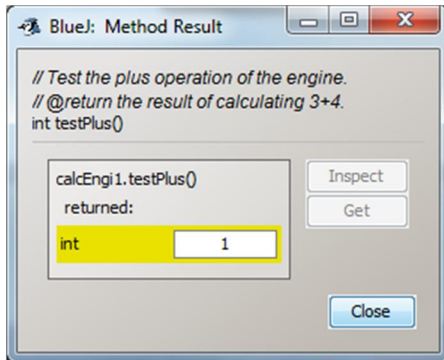 BlueJ: Method Result
// Test the plus operation of the engine.
// @return the result of calculating 3+4.
int testPlus()
calcEngi1.testPlus()
returned:
int 1
Inspect
Get
Close